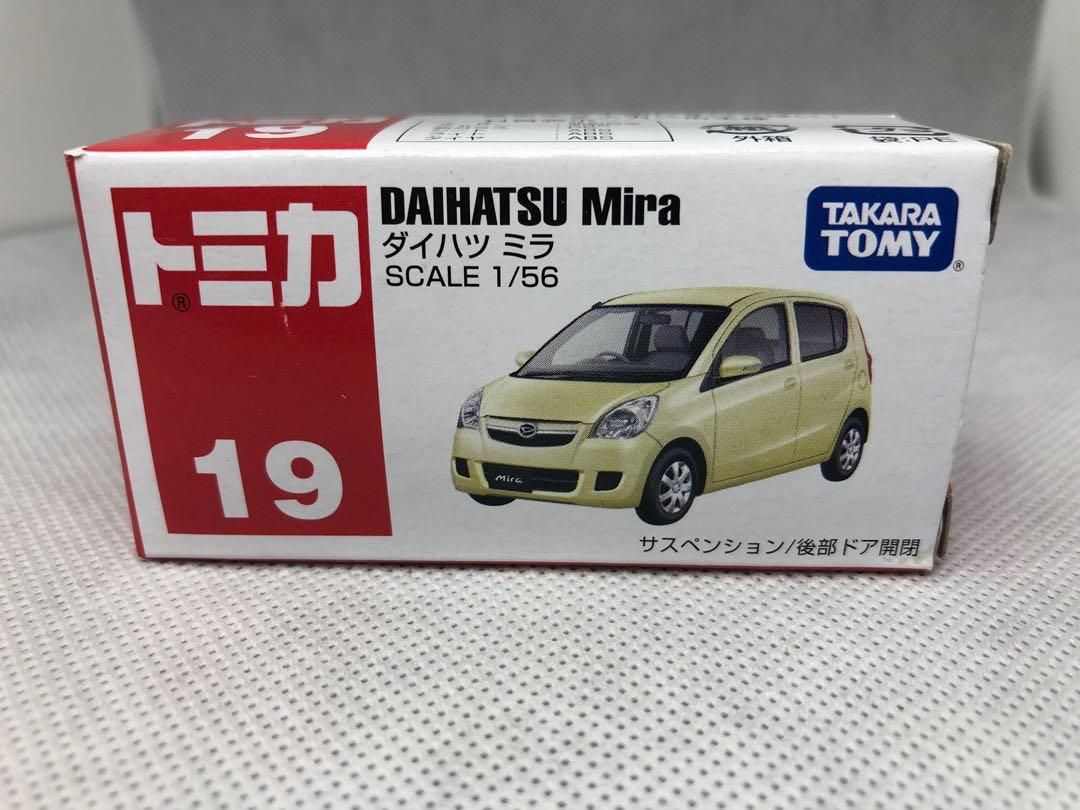 19
外箱
トミカ
®
19
DAIHATSU Mira
ダイハツ ミラ
SCALE 1/56
TAKARA
TOMY
®
Mira
サスペンション/後部ドア開閉